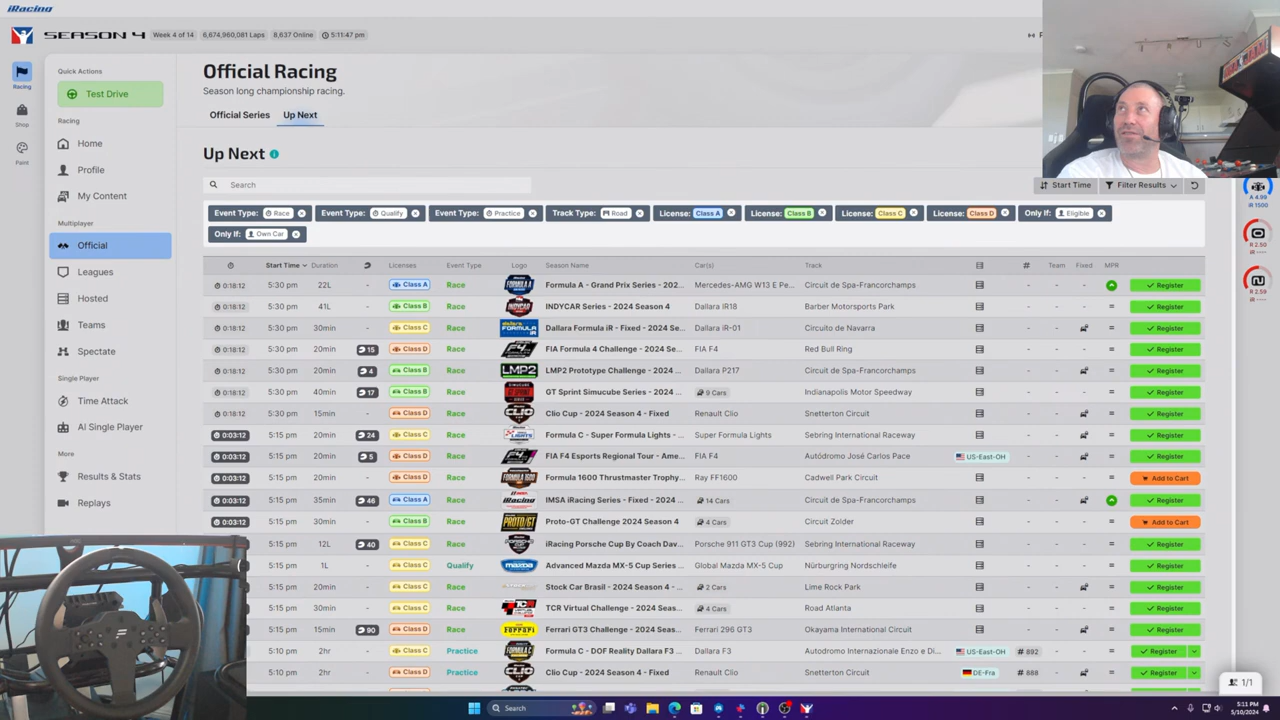 iRacing
SEASON 4 Week 4 of 14 6,674,960,081 Laps 8,637 Online 5:11:47 pm
Racing
Shop
Paint
Quick Actions
Test Drive
Racing
Home
Profile
My Content
Multiplayer
Official
Leagues
Hosted
Teams
Spectate
Single Player
Time Attack
AI Single Player
More
Results & Stats
Replays
Official Racing
Season long championship racing.
Official Series Up Next
Up Next
Search Start Time Filter Results
Event Type: Race Event Type: Qualify Event Type: Practice Track Type: Road License: Class A License: Class B License: Class C License: Class D Only If: Eligible
Only If: Own Car
Start Time Duration Licenses Event Type Logo Season Name Car(s) Track # Team Fixed MPR
0:18:12 5:30 pm 22L - Class A Race Formula A - Grand Prix Series - 202... Mercedes-AMG W13 E Pe... Circuit de Spa-Francorchamps - - - Register
0:18:12 5:30 pm 41L - Class B Race INDYCAR Series - 2024 Season 4 Dallara IR18 Barber Motorsports Park - - - = Register
0:18:12 5:30 pm 30min - Class C Race Dallara Formula iR - Fixed - 2024 Se... Dallara iR-01 Circuito de Navarra - - = Register
0:18:12 5:30 pm 20min 15 Class D Race FIA Formula 4 Challenge - 2024 Se... FIA F4 Red Bull Ring - - = Register
0:18:12 5:30 pm 20min 4 Class B Race LMP2 Prototype Challenge - 2024 ... Dallara P217 Circuit de Spa-Francorchamps - - = Register
0:18:12 5:30 pm 40min 17 Class B Race GT Sprint Simucube Series - 2024 ... 9 Cars Indianapolis Motor Speedway - - - = Register
0:18:12 5:30 pm 15min - Class D Race Clio Cup - 2024 Season 4 - Fixed Renault Clio Snetterton Circuit - - = Register
0:03:12 5:15 pm 20min 24 Class C Race Formula C - Super Formula Lights - ... Super Formula Lights Sebring International Raceway - - = Register
0:03:12 5:15 pm 20min 5 Class D Race FIA F4 Esports Regional Tour - Ame... FIA F4 Autódromo José Carlos Pace US-East-OH - - = Register
0:03:12 5:15 pm 20min - Class D Race Formula 1600 Thrustmaster Trophy... Ray FF1600 Cadwell Park Circuit - - - = Add to Cart
0:03:12 5:15 pm 35min 46 Class A Race IMSA iRacing Series - Fixed - 2024 ... 14 Cars Circuit de Spa-Francorchamps - - Register
0:03:12 5:15 pm 30min - Class B Race Proto-GT Challenge 2024 Season 4 4 Cars Circuit Zolder - - - = Add to Cart
5:15 pm 12L 40 Class C Race iRacing Porsche Cup By Coach Dav... Porsche 911 GT3 Cup (992) Sebring International Raceway - - - = Register
5:15 pm 1L - Class C Qualify Advanced Mazda MX-5 Cup Series ... Global Mazda MX-5 Cup Nürburgring Nordschleife - - - = Register
5:15 pm 20min - Class C Race Stock Car Brasil - 2024 Season 4 - ... 2 Cars Lime Rock Park - - = Register
5:15 pm 30min - Class C Race TCR Virtual Challenge - 2024 Seaso... 4 Cars Road Atlanta - - - = Register
5:15 pm 15min 90 Class D Race Ferrari GT3 Challenge - 2024 Seaso... Ferrari 296 GT3 Okayama International Circuit - - = Register
5:10 pm 2hr - Class C Practice Formula C - DOF Reality Dallara F3 ... Dallara F3 Autodromo Internazionale Enzo e Di... US-East-OH # 892 - - = Register
pm 2hr - Class D Practice Clio Cup - 2024 Season 4 - Fixed Renault Clio Snetterton Circuit DE-Fra # 888 - = Register
A 4.99
iR 1500
R 2.50
iR ----
R 2.59
iR ----
1/1
Search
5:11 PM
5/10/2024